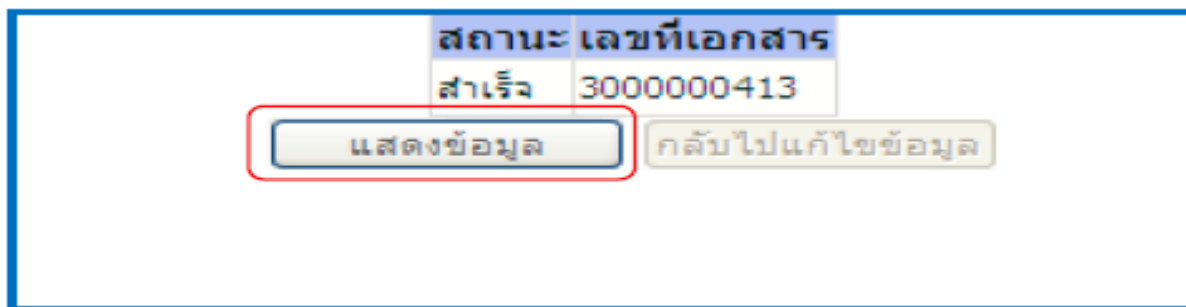 สถานะ เลขที่เอกสาร
สำเร็จ 3000000413
แสดงข้อมูล กลับไปแก้ไขข้อมูล